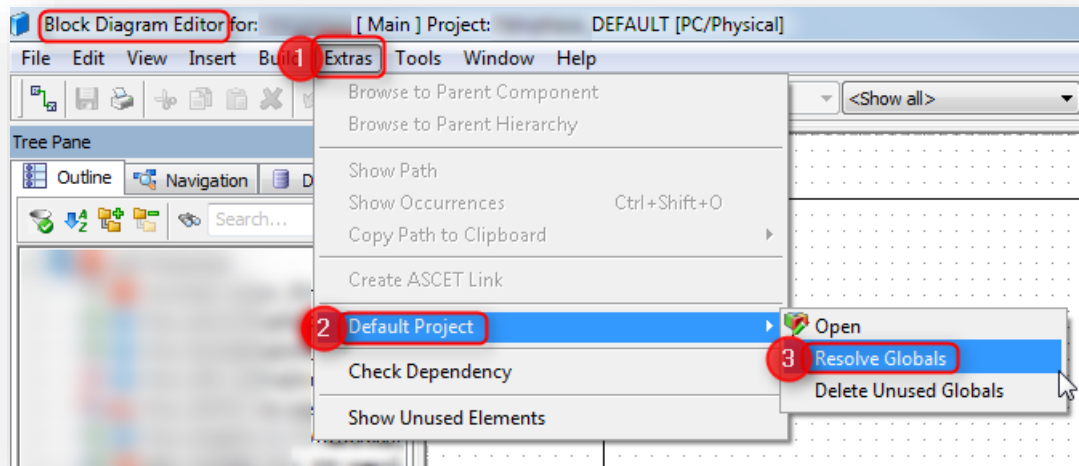 Block Diagram Editor for: [ Main ] Project: DEFAULT [PC/Physical]
File Edit View Insert Build 1 Extras Tools Window Help
Browse to Parent Component
<Show all>
Browse to Parent Hierarchy
Tree Pane
Show Path
Outline Navigation D
Show Occurrences Ctrl+Shift+O
Search...
Copy Path to Clipboard
Create ASCET Link
2 Default Project
Open
Check Dependency
3 Resolve Globals
Delete Unused Globals
Show Unused Elements